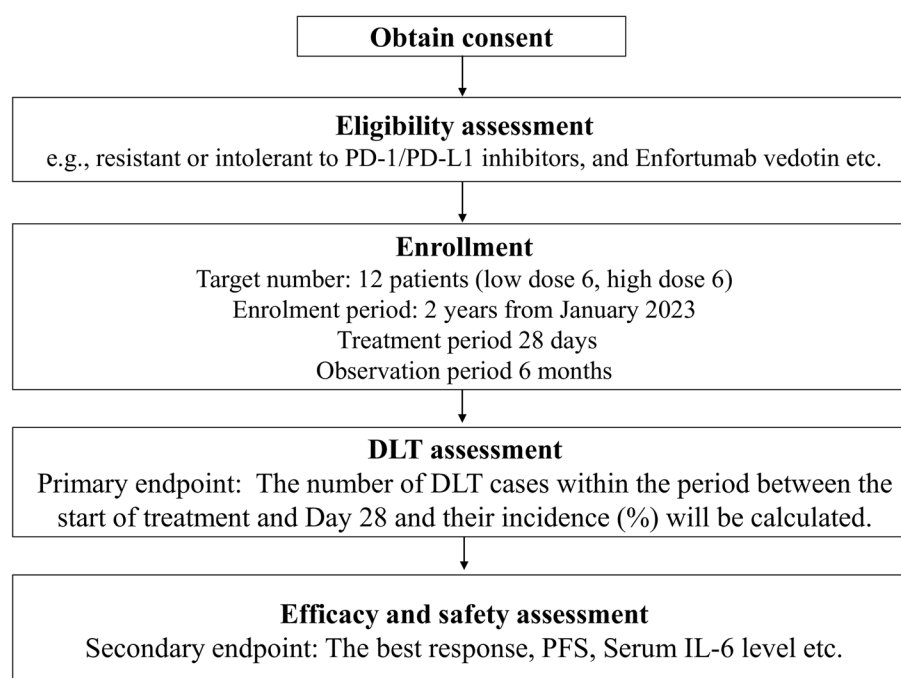 Obtain consent
Eligibility assessment
e.g., resistant or intolerant to PD-1/PD-L1 inhibitors, and Enfortumab vedotin etc.
Enrollment
Target number: 12 patients (low dose 6, high dose 6)
Enrolment period: 2 years from January 2023
Treatment period 28 days
Observation period 6 months
DLT assessment
Primary endpoint:  The number of DLT cases within the period between the
start of treatment and Day 28 and their incidence (%) will be calculated.
Efficacy and safety assessment
Secondary endpoint: The best response, PFS, Serum IL-6 level etc.